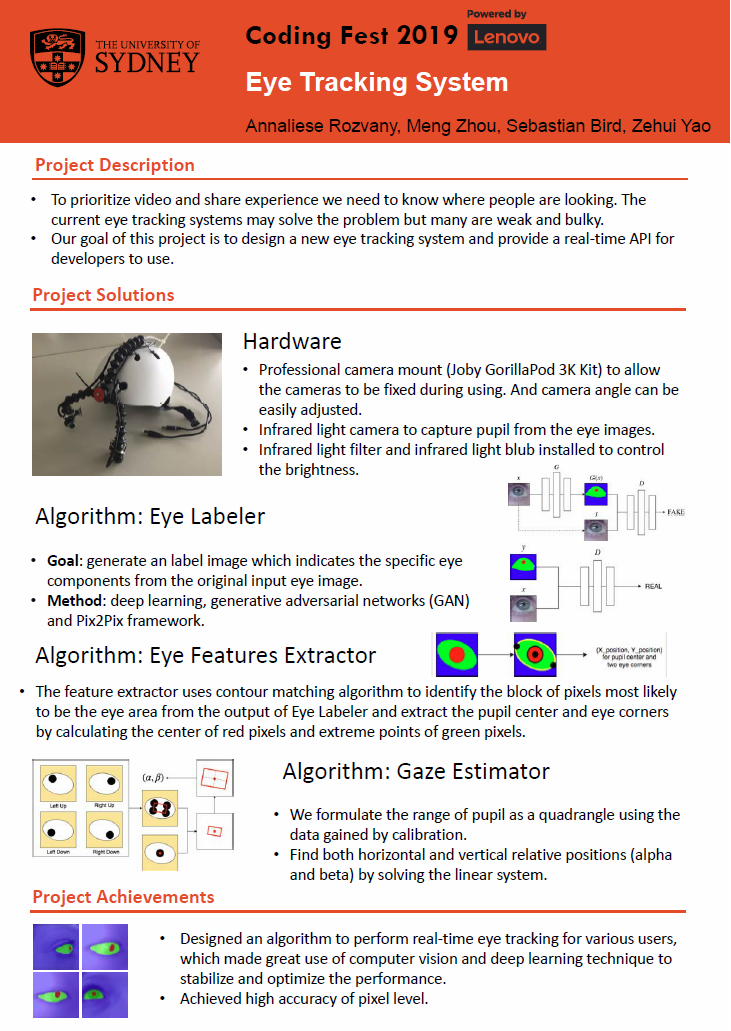 THE UNIVERSITY OF
SYDNEY
Coding Fest 2019
Powered by
Lenovo
Eye Tracking System
Annaliese Rozvany, Meng Zhou, Sebastian Bird, Zehui Yao
Project Description
• To prioritize video and share experience we need to know where people are looking. The
current eye tracking systems may solve the problem but many are weak and bulky.
• Our goal of this project is to design a new eye tracking system and provide a real-time API for
developers to use.
Project Solutions
Hardware
• Professional camera mount (Joby GorillaPod 3K Kit) to allow
the cameras to be fixed during using. And camera angle can be
easily adjusted.
• Infrared light camera to capture pupil from the eye images.
• Infrared light filter and infrared light blub installed to control
the brightness.
x
G
G(x)
D
FAKE
x
y
D
REAL
x
Algorithm: Eye Labeler
• Goal: generate an label image which indicates the specific eye
components from the original input eye image.
• Method: deep learning, generative adversarial networks (GAN)
and Pix2Pix framework.
Algorithm: Eye Features Extractor
(X_position, Y_position)
for pupil center and
two eye corners
• The feature extractor uses contour matching algorithm to identify the block of pixels most likely
to be the eye area from the output of Eye Labeler and extract the pupil center and eye corners
by calculating the center of red pixels and extreme points of green pixels.
Left Up
Right Up
Left Down
Right Down
(α, β)
Algorithm: Gaze Estimator
• We formulate the range of pupil as a quadrangle using the
data gained by calibration.
• Find both horizontal and vertical relative positions (alpha
and beta) by solving the linear system.
Project Achievements
• Designed an algorithm to perform real-time eye tracking for various users,
which made great use of computer vision and deep learning technique to
stabilize and optimize the performance.
• Achieved high accuracy of pixel level.